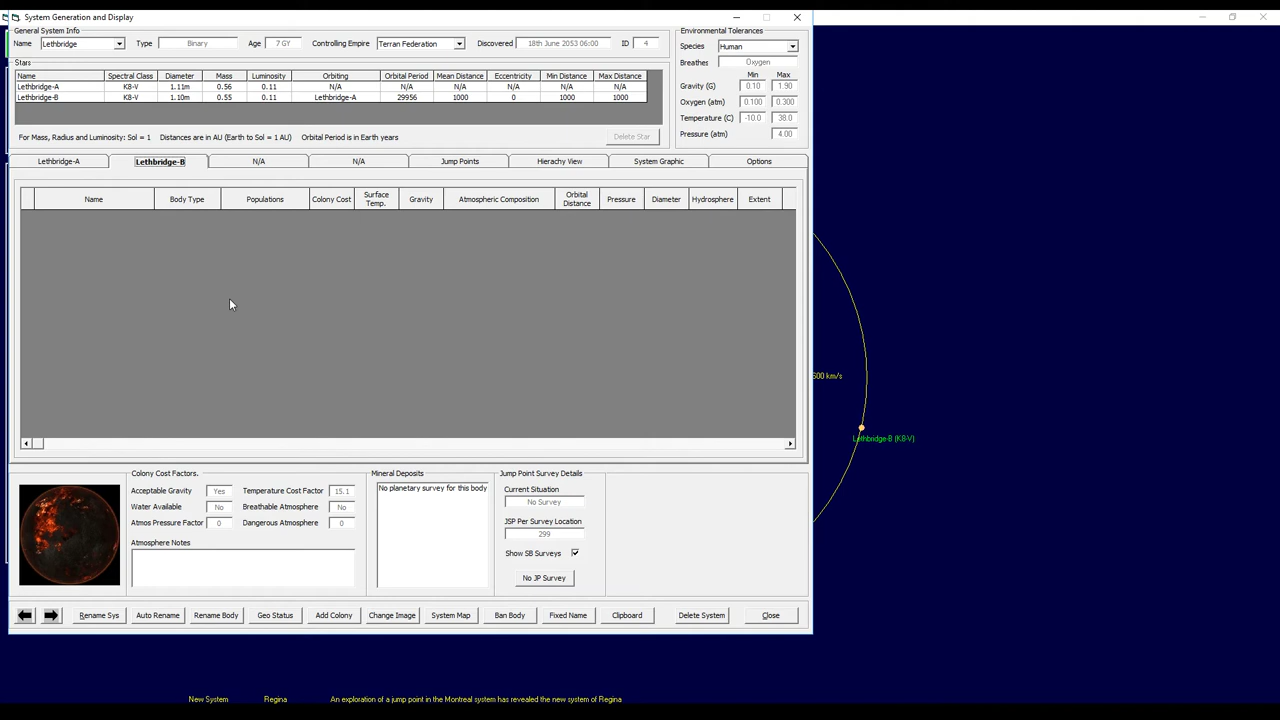 System Generation and Display
General System Info
Name Lethbridge Type Binary Age 7 GY Controlling Empire Terran Federation Discovered 18th June 2053 06:00 ID 4
Environmental Tolerances
Species Human
Breathes Oxygen
Min Max
Gravity (G) 0.10 1.90
Oxygen (atm) 0.100 0.300
Temperature (C) -10.0 38.0
Pressure (atm) 4.00
Stars
Name Spectral Class Diameter Mass Luminosity Orbiting Orbital Period Mean Distance Eccentricity Min Distance Max Distance
Lethbridge-A K8-V 1.11m 0.56 0.11 N/A N/A N/A N/A N/A N/A
Lethbridge-B K8-V 1.10m 0.55 0.11 Lethbridge-A 29956 1000 0 1000 1000
For Mass, Radius and Luminosity: Sol = 1 Distances are in AU (Earth to Sol = 1 AU) Orbital Period is in Earth years Delete Star
Lethbridge-A Lethbridge-B N/A N/A Jump Points Hierachy View System Graphic Options
Name Body Type Populations Colony Cost Surface Temp. Gravity Atmospheric Composition Orbital Distance Pressure Diameter Hydrosphere Extent
600 km/s
Lethbridge-B (K8-V)
Colony Cost Factors.
Acceptable Gravity Yes Temperature Cost Factor 15.1
Water Available No Breathable Atmosphere No
Atmos Pressure Factor 0 Dangerous Atmosphere 0
Atmosphere Notes
Mineral Deposits
No planetary survey for this body
Jump Point Survey Details
Current Situation
No Survey
JSP Per Survey Location
299
Show SB Surveys
No JP Survey
Rename Sys Auto Rename Rename Body Geo Status Add Colony Change Image System Map Ban Body Fixed Name Clipboard Delete System Close
New System Regina An exploration of a jump point in the Montreal system has revealed the new system of Regina